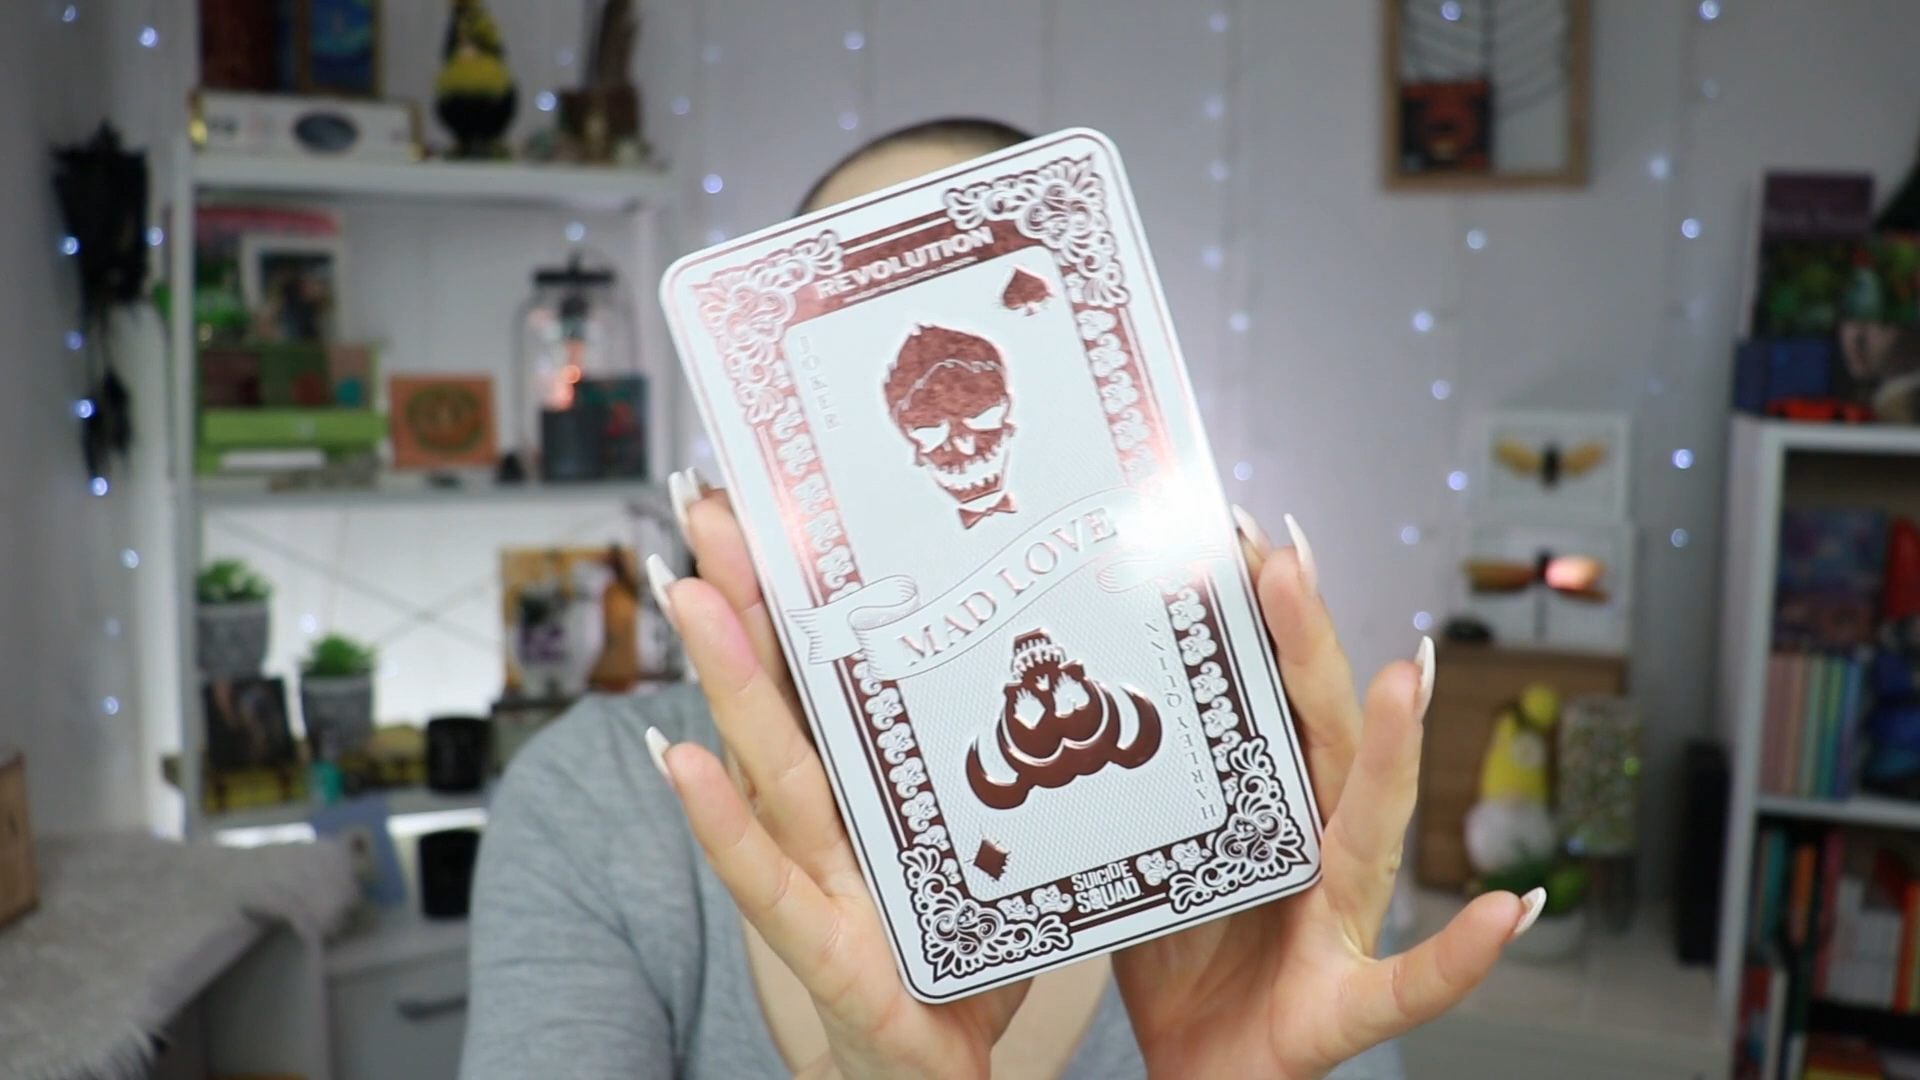 REVOLUTION
JOKER
MAD LOVE
HARLEY QUINN
SUICIDE
SQUAD